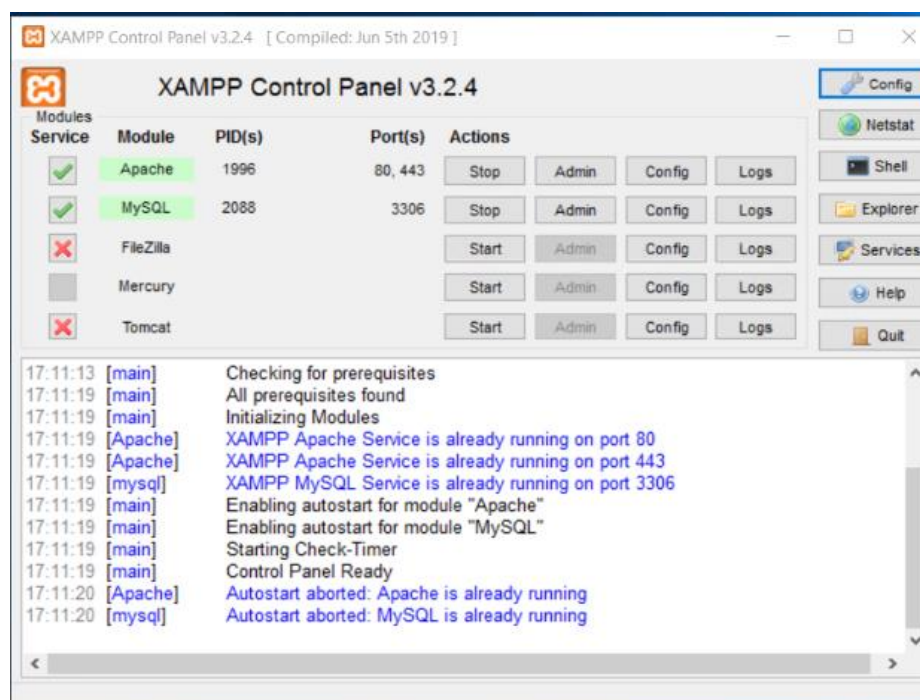 XAMPP Control Panel v3.2.4 [ Compiled: Jun 5th 2019 ]
XAMPP Control Panel v3.2.4
Config
Modules
Service Module PID(s) Port(s) Actions
Netstat
Apache 1996 80, 443 Stop Admin Config Logs
Shell
MySQL 2088 3306 Stop Admin Config Logs
Explorer
FileZilla Start Admin Config Logs
Services
Mercury Start Admin Config Logs
Help
Tomcat Start Admin Config Logs
Quit
17:11:13 [main] Checking for prerequisites
17:11:19 [main] All prerequisites found
17:11:19 [main] Initializing Modules
17:11:19 [Apache] XAMPP Apache Service is already running on port 80
17:11:19 [Apache] XAMPP Apache Service is already running on port 443
17:11:19 [mysql] XAMPP MySQL Service is already running on port 3306
17:11:19 [main] Enabling autostart for module "Apache"
17:11:19 [main] Enabling autostart for module "MySQL"
17:11:19 [main] Starting Check-Timer
17:11:19 [main] Control Panel Ready
17:11:20 [Apache] Autostart aborted: Apache is already running
17:11:20 [mysql] Autostart aborted: MySQL is already running